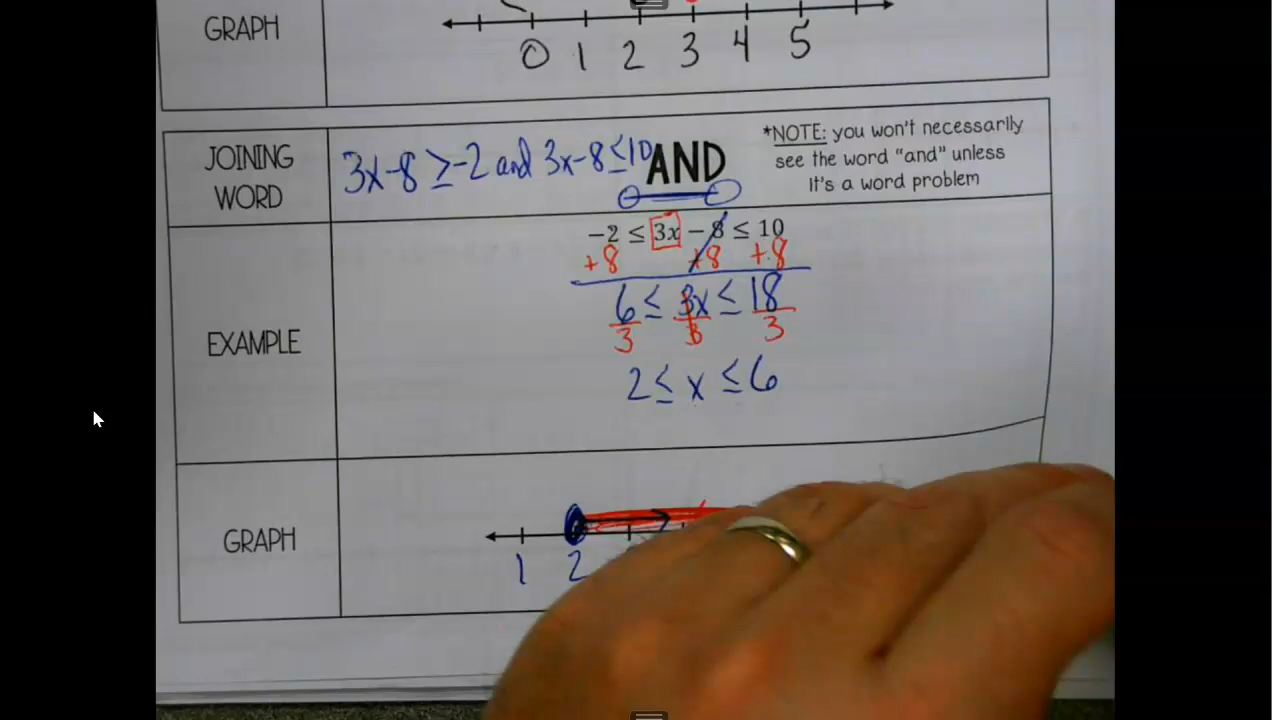 GRAPH
0 1 2 3 4 5
JOINING WORD
3x-8 ≥ -2 and 3x-8 ≤ 10
AND
*NOTE: you won't necessarily
see the word "and" unless
it's a word problem
EXAMPLE
-2 ≤ 3x - 8 ≤ 10
+8 +8 +8
6 ≤ 3x ≤ 18
3 3 3
2 ≤ x ≤ 6
GRAPH
1 2